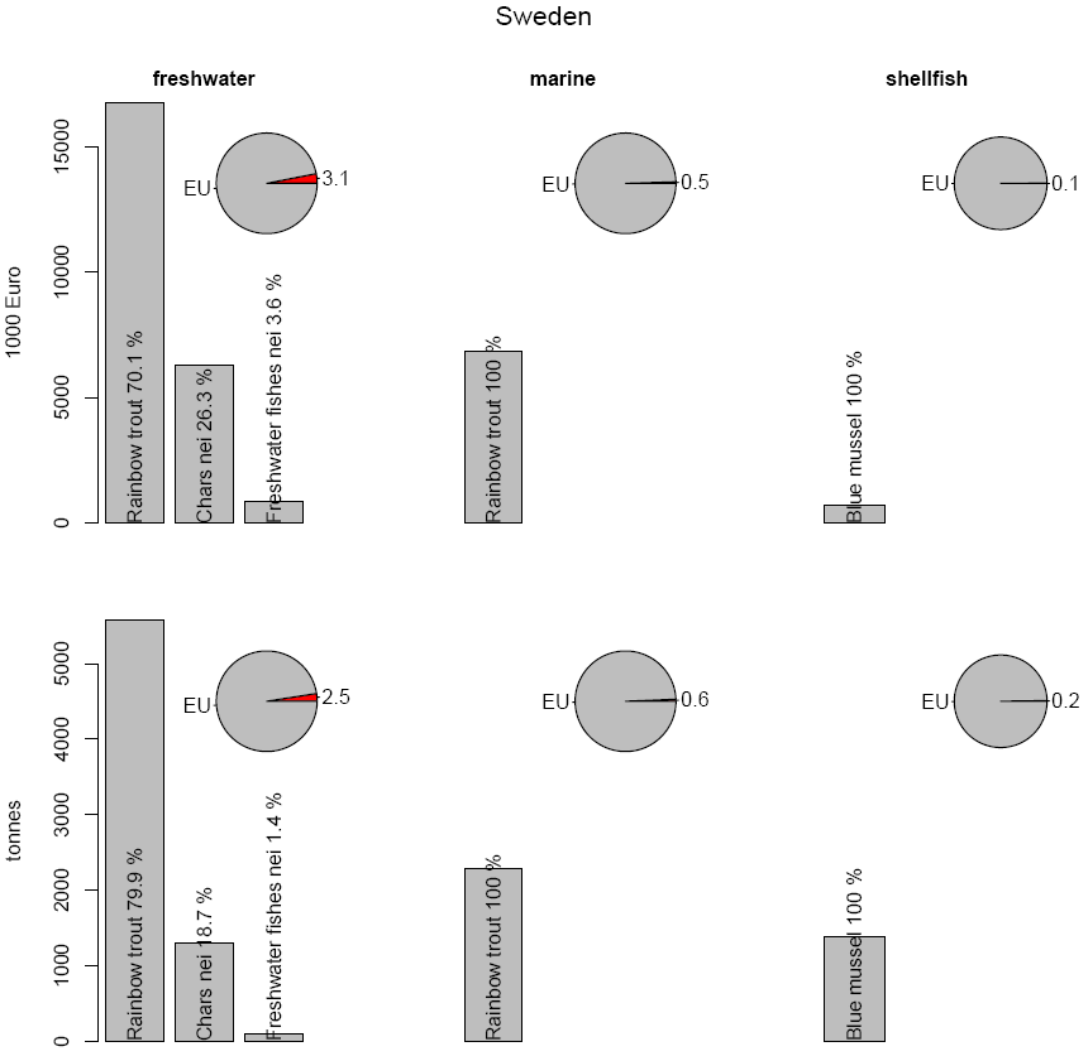 Sweden
freshwater
marine
shellfish
1000 Euro
15000
10000
5000
0
Rainbow trout 70.1 %
Chars nei 26.3 %
Freshwater fishes nei 3.6 %
EU
3.1
Rainbow trout 100 %
EU
0.5
Blue mussel 100 %
EU
0.1
tonnes
5000
4000
3000
2000
1000
0
Rainbow trout 79.9 %
Chars nei 18.7 %
Freshwater fishes nei 1.4 %
EU
2.5
Rainbow trout 100 %
EU
0.6
Blue mussel 100 %
EU
0.2